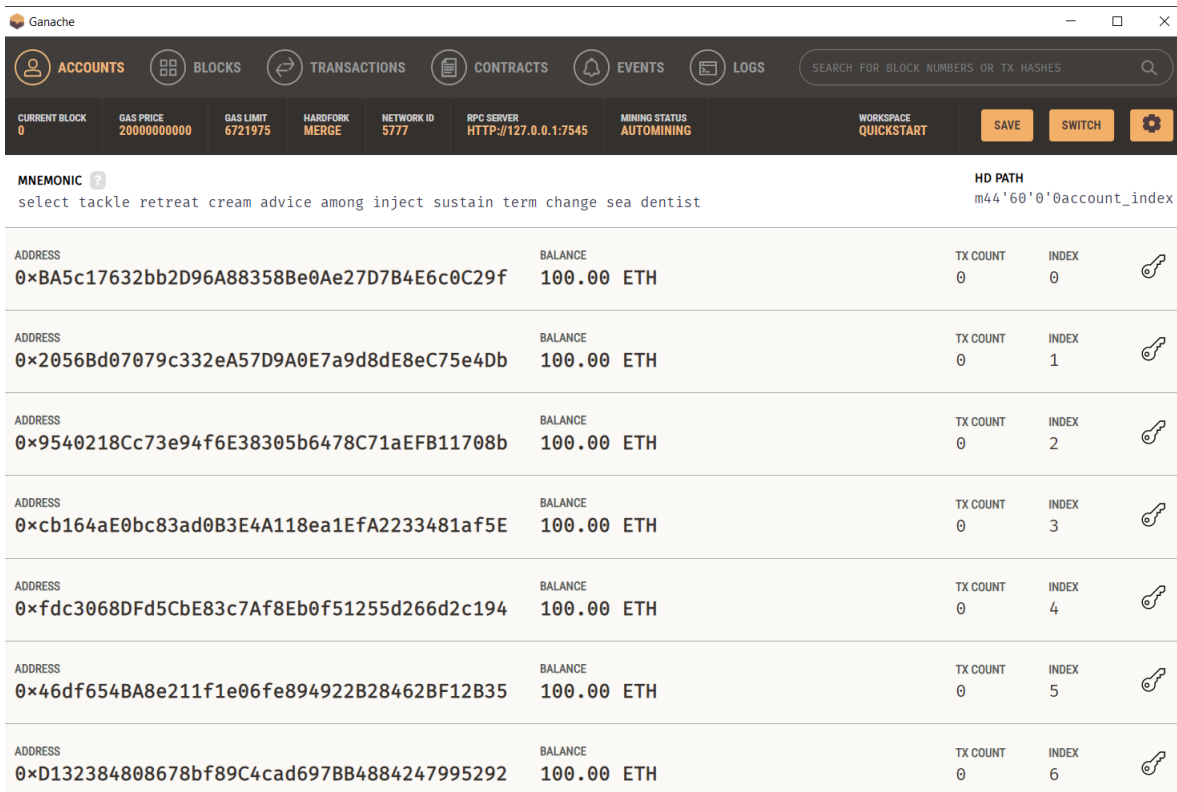 Ganache
ACCOUNTS BLOCKS TRANSACTIONS CONTRACTS EVENTS LOGS SEARCH FOR BLOCK NUMBERS OR TX HASHES
CURRENT BLOCK GAS PRICE GAS LIMIT HARDFORK NETWORK ID RPC SERVER MINING STATUS WORKSPACE
0 20000000000 6721975 MERGE 5777 HTTP://127.0.0.1:7545 AUTOMINING QUICKSTART SAVE SWITCH
MNEMONIC ? HD PATH
select tackle retreat cream advice among inject sustain term change sea dentist m44'60'0'0account_index
ADDRESS BALANCE TX COUNT INDEX
0×BA5c17632bb2D96A88358Be0Ae27D7B4E6c0C29f 100.00 ETH 0 0
ADDRESS BALANCE TX COUNT INDEX
0×2056Bd07079c332eA57D9A0E7a9d8dE8eC75e4Db 100.00 ETH 0 1
ADDRESS BALANCE TX COUNT INDEX
0×9540218Cc73e94f6E38305b6478C71aEFB11708b 100.00 ETH 0 2
ADDRESS BALANCE TX COUNT INDEX
0×cb164aE0bc83ad0B3E4A118ea1EfA2233481af5E 100.00 ETH 0 3
ADDRESS BALANCE TX COUNT INDEX
0×fdc3068DFd5CbE83c7Af8Eb0f51255d266d2c194 100.00 ETH 0 4
ADDRESS BALANCE TX COUNT INDEX
0×46df654BA8e211f1e06fe894922B28462BF12B35 100.00 ETH 0 5
ADDRESS BALANCE TX COUNT INDEX
0×D132384808678bf89C4cad697BB4884247995292 100.00 ETH 0 6